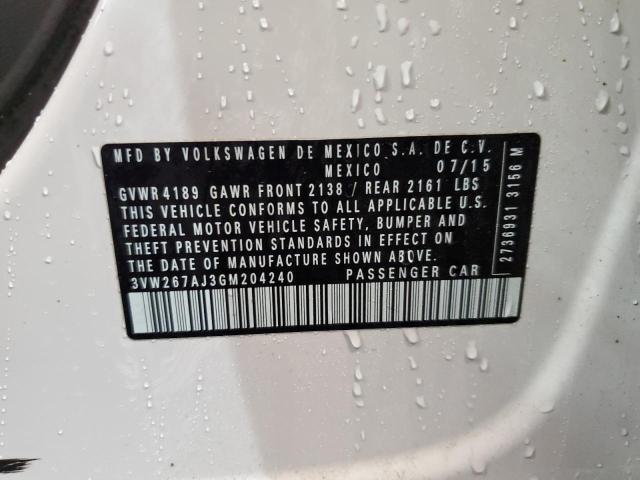 MFD BY VOLKSWAGEN DE MEXICO S.A. DE C.V.
MEXICO 07/15
GVWR 4189 GAWR FRONT 2138 / REAR 2161 LBS
THIS VEHICLE CONFORMS TO ALL APPLICABLE U.S.
FEDERAL MOTOR VEHICLE SAFETY, BUMPER AND
THEFT PREVENTION STANDARDS IN EFFECT ON
THE DATE OF MANUFACTURE SHOWN ABOVE.
3VW267AJ3GM204240 PASSENGER CAR
2736931 3156 M